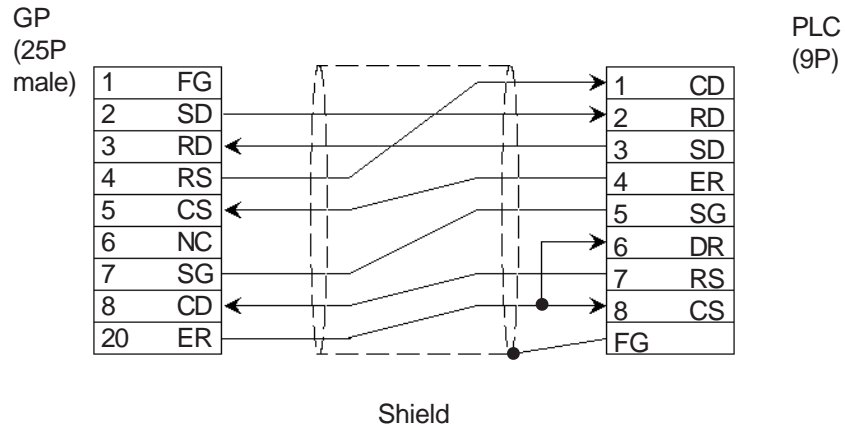 GP
(25P
male)
PLC
(9P)
1 FG
2 SD
3 RD
4 RS
5 CS
6 NC
7 SG
8 CD
20 ER
1 CD
2 RD
3 SD
4 ER
5 SG
6 DR
7 RS
8 CS
FG
Shield